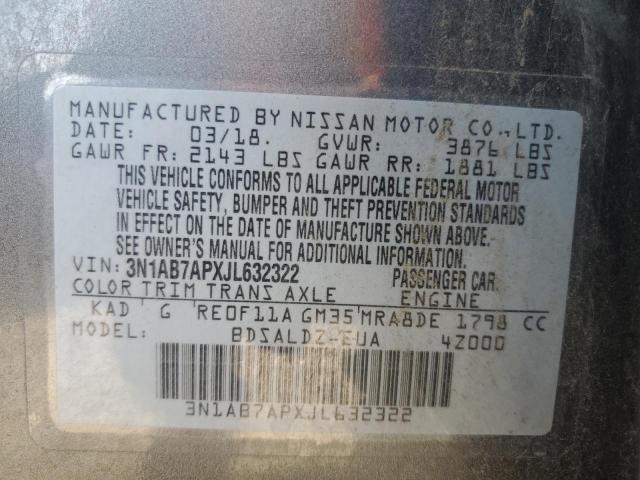 MANUFACTURED BY NISSAN MOTOR CO.,LTD.
DATE: 03/18. GVWR: 3876 LBS
GAWR FR: 2143 LBS GAWR RR: 1881 LBS
THIS VEHICLE CONFORMS TO ALL APPLICABLE FEDERAL MOTOR
VEHICLE SAFETY, BUMPER AND THEFT PREVENTION STANDARDS
IN EFFECT ON THE DATE OF MANUFACTURE SHOWN ABOVE.
SEE OWNER'S MANUAL FOR ADDITIONAL INFORMATION.
VIN: 3N1AB7APXJL632322 PASSENGER CAR
COLOR TRIM TRANS AXLE ENGINE
KAD G RE0F11A GM35 MRA8DE 1798 CC
MODEL: BDSALDZ-EUA 4Z000
3N1AB7APXJL632322